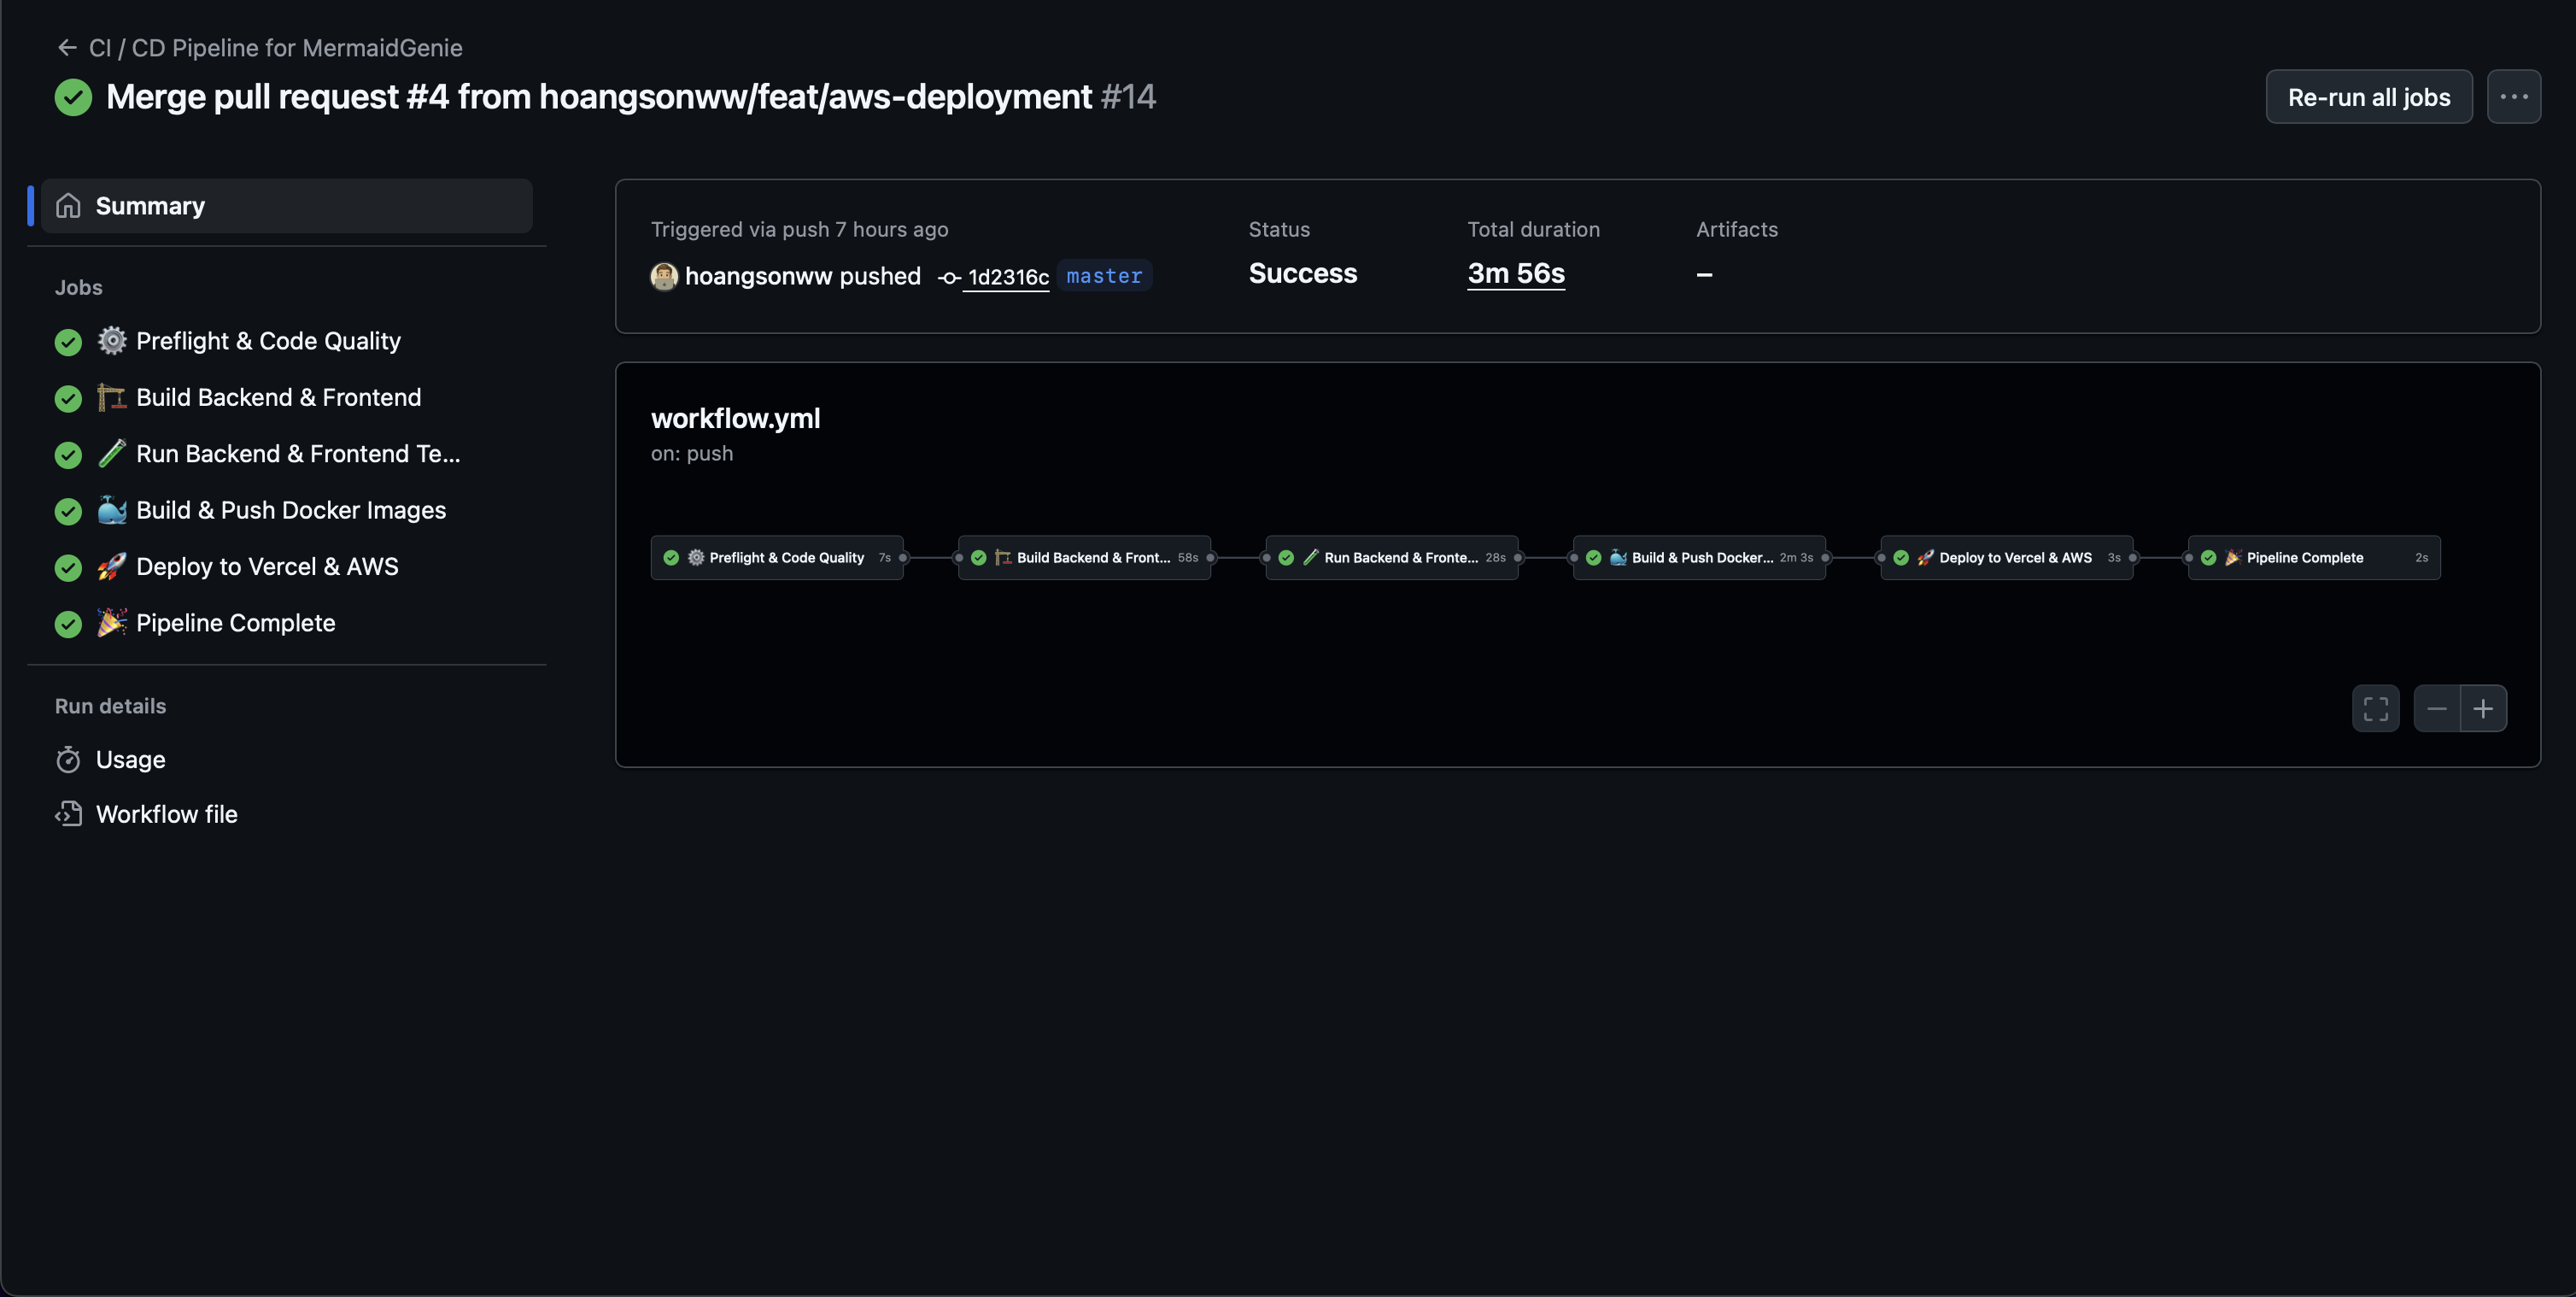 ← CI / CD Pipeline for MermaidGenie
Merge pull request #4 from hoangsonww/feat/aws-deployment #14
Re-run all jobs
Summary
Jobs
⚙️ Preflight & Code Quality
🏗️ Build Backend & Frontend
🧪 Run Backend & Frontend Te...
🐳 Build & Push Docker Images
🚀 Deploy to Vercel & AWS
🎉 Pipeline Complete
Run details
Usage
Workflow file
Triggered via push 7 hours ago
hoangsonww pushed 1d2316c master
Status
Success
Total duration
3m 56s
Artifacts
–
workflow.yml
on: push
⚙️ Preflight & Code Quality 7s
🏗️ Build Backend & Front... 58s
🧪 Run Backend & Fronte... 28s
🐳 Build & Push Docker... 2m 3s
🚀 Deploy to Vercel & AWS 3s
🎉 Pipeline Complete 2s